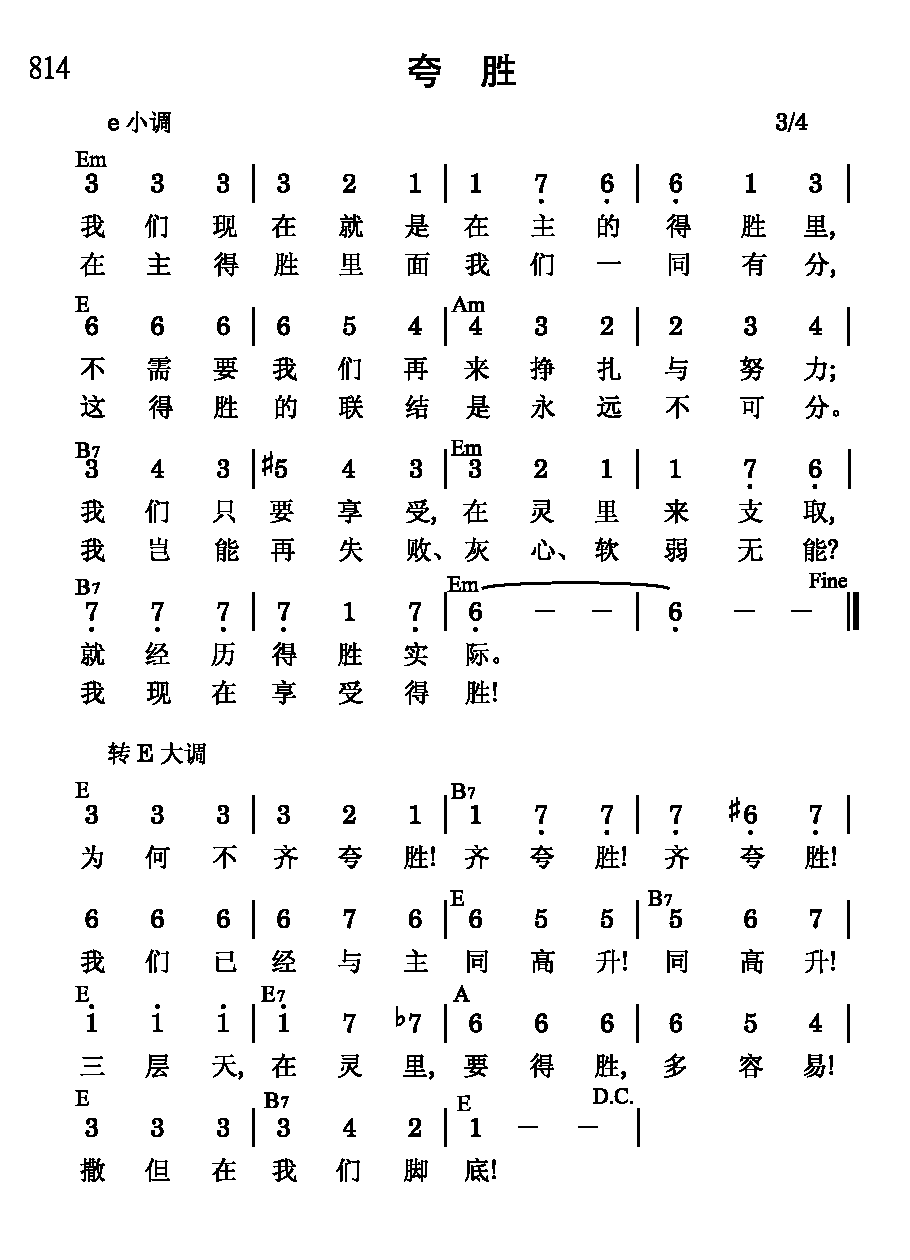 814 夸 胜
e 小调 3/4
Em
3 3 3 | 3 2 1 | 1 7̣ 6̣ | 6̣ 1 3 |
我 们 现 在 就 是 在 主 的 得 胜 里,
在 主 得 胜 里 面 我 们 一 同 有 分,
E Am
6 6 6 | 6 5 4 | 4 3 2 | 2 3 4 |
不 需 要 我 们 再 来 挣 扎 与 努 力;
这 得 胜 的 联 结 是 永 远 不 可 分。
B7 Em
3 4 3 | #5 4 3 | 3 2 1 | 1 7̣ 6̣ |
我 们 只 要 享 受, 在 灵 里 来 支 取,
我 岂 能 再 失 败、 灰 心、 软 弱 无 能?
B7 Em Fine
7̣ 7̣ 7̣ | 7̣ 1 7̣ | 6̣ — — | 6̣ — — ‖
就 经 历 得 胜 实 际。
我 现 在 享 受 得 胜!
转 E 大调
E B7
3 3 3 | 3 2 1 | 1 7̣ 7̣ | 7̣ #6̣ 7̣ |
为 何 不 齐 夸 胜! 齐 夸 胜! 齐 夸 胜!
E B7
6 6 6 | 6 7 6 | 6 5 5 | 5 6 7 |
我 们 已 经 与 主 同 高 升! 同 高 升!
E E7 A
1̇ 1̇ 1̇ | 1̇ 7 b7 | 6 6 6 | 6 5 4 |
三 层 天, 在 灵 里, 要 得 胜, 多 容 易!
E B7 E D.C.
3 3 3 | 3 4 2 | 1 — — |
撒 但 在 我 们 脚 底!